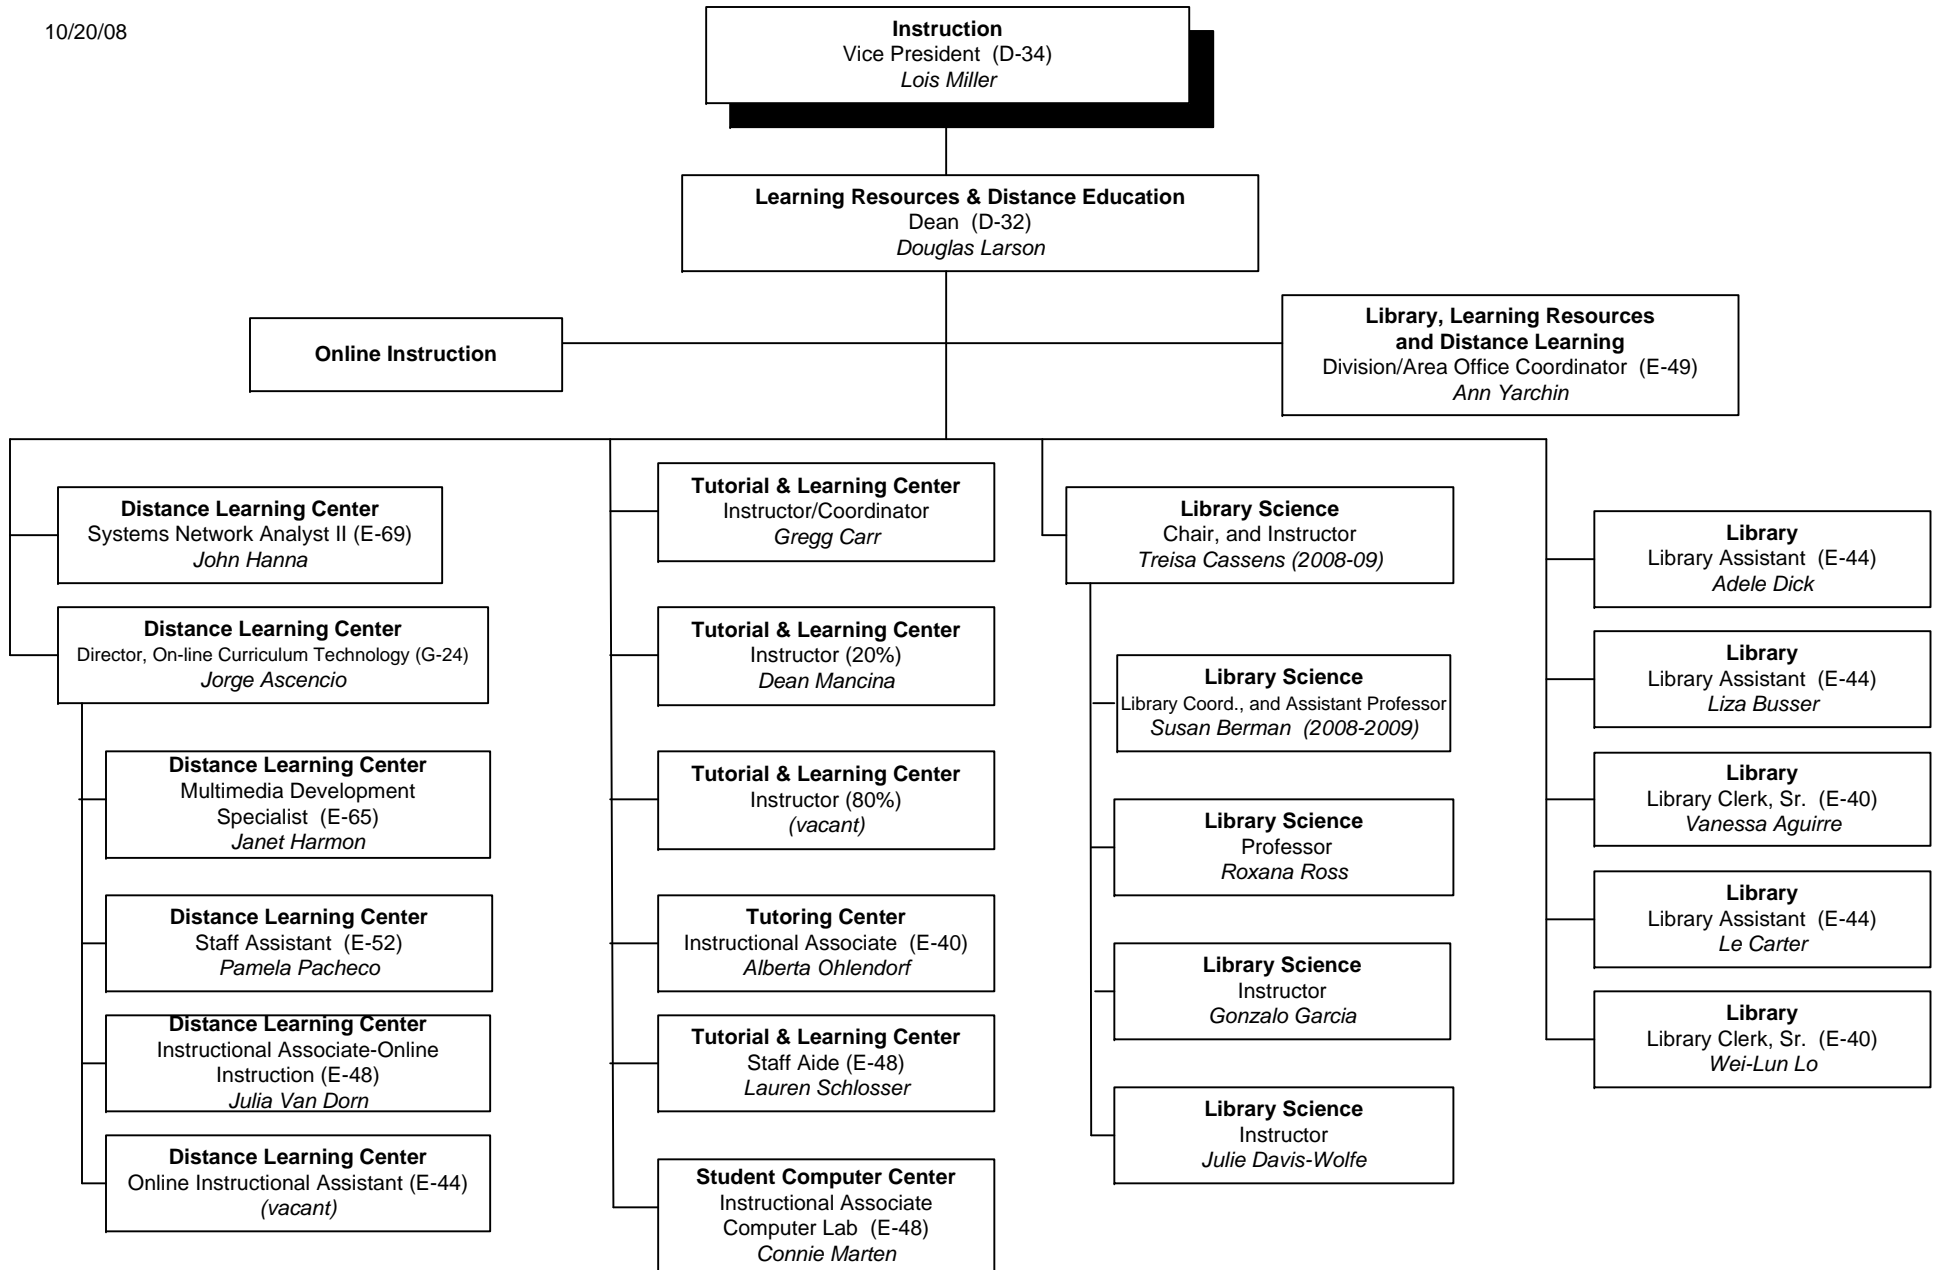 10/20/08
Instruction
Vice President (D-34)
Lois Miller
Learning Resources & Distance Education
Dean (D-32)
Douglas Larson
Online Instruction
Library, Learning Resources
and Distance Learning
Division/Area Office Coordinator (E-49)
Ann Yarchin
Distance Learning Center
Systems Network Analyst II (E-69)
John Hanna
Distance Learning Center
Director, On-line Curriculum Technology (G-24)
Jorge Ascencio
Distance Learning Center
Multimedia Development
Specialist (E-65)
Janet Harmon
Distance Learning Center
Staff Assistant (E-52)
Pamela Pacheco
Distance Learning Center
Instructional Associate-Online
Instruction (E-48)
Julia Van Dorn
Distance Learning Center
Online Instructional Assistant (E-44)
(vacant)
Tutorial & Learning Center
Instructor/Coordinator
Gregg Carr
Tutorial & Learning Center
Instructor (20%)
Dean Mancina
Tutorial & Learning Center
Instructor (80%)
(vacant)
Tutoring Center
Instructional Associate (E-40)
Alberta Ohlendorf
Tutorial & Learning Center
Staff Aide (E-48)
Lauren Schlosser
Student Computer Center
Instructional Associate
Computer Lab (E-48)
Connie Marten
Library Science
Chair, and Instructor
Treisa Cassens (2008-09)
Library Science
Library Coord., and Assistant Professor
Susan Berman (2008-2009)
Library Science
Professor
Roxana Ross
Library Science
Instructor
Gonzalo Garcia
Library Science
Instructor
Julie Davis-Wolfe
Library
Library Assistant (E-44)
Adele Dick
Library
Library Assistant (E-44)
Liza Busser
Library
Library Clerk, Sr. (E-40)
Vanessa Aguirre
Library
Library Assistant (E-44)
Le Carter
Library
Library Clerk, Sr. (E-40)
Wei-Lun Lo